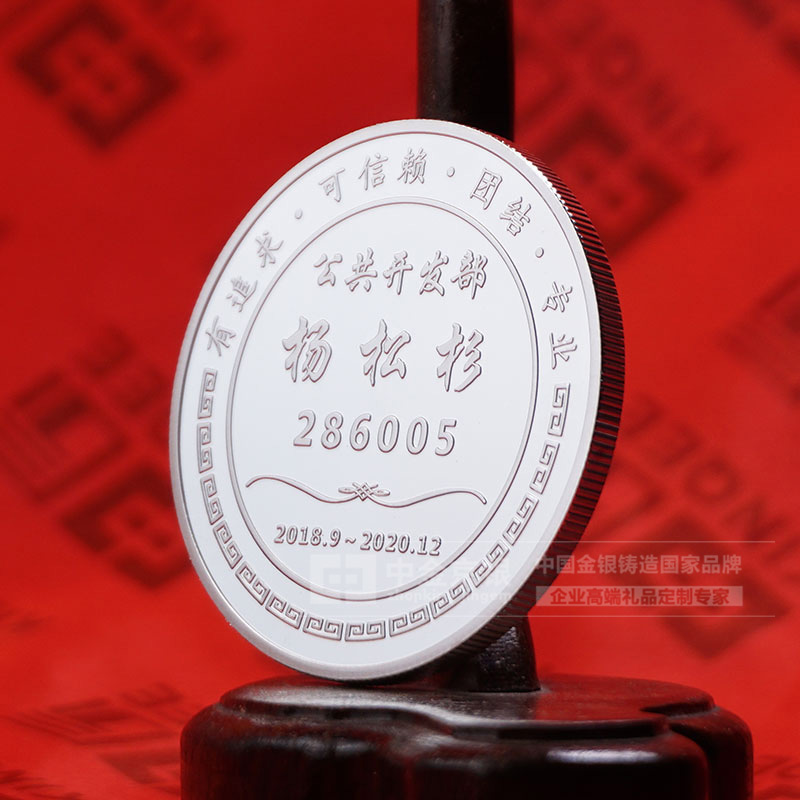 有進求·可信赖·团结·专业
公共开发部
杨松杉
286005
2018.9~2020.12
中国金银铸造国家品牌
企业高端礼品定制专家